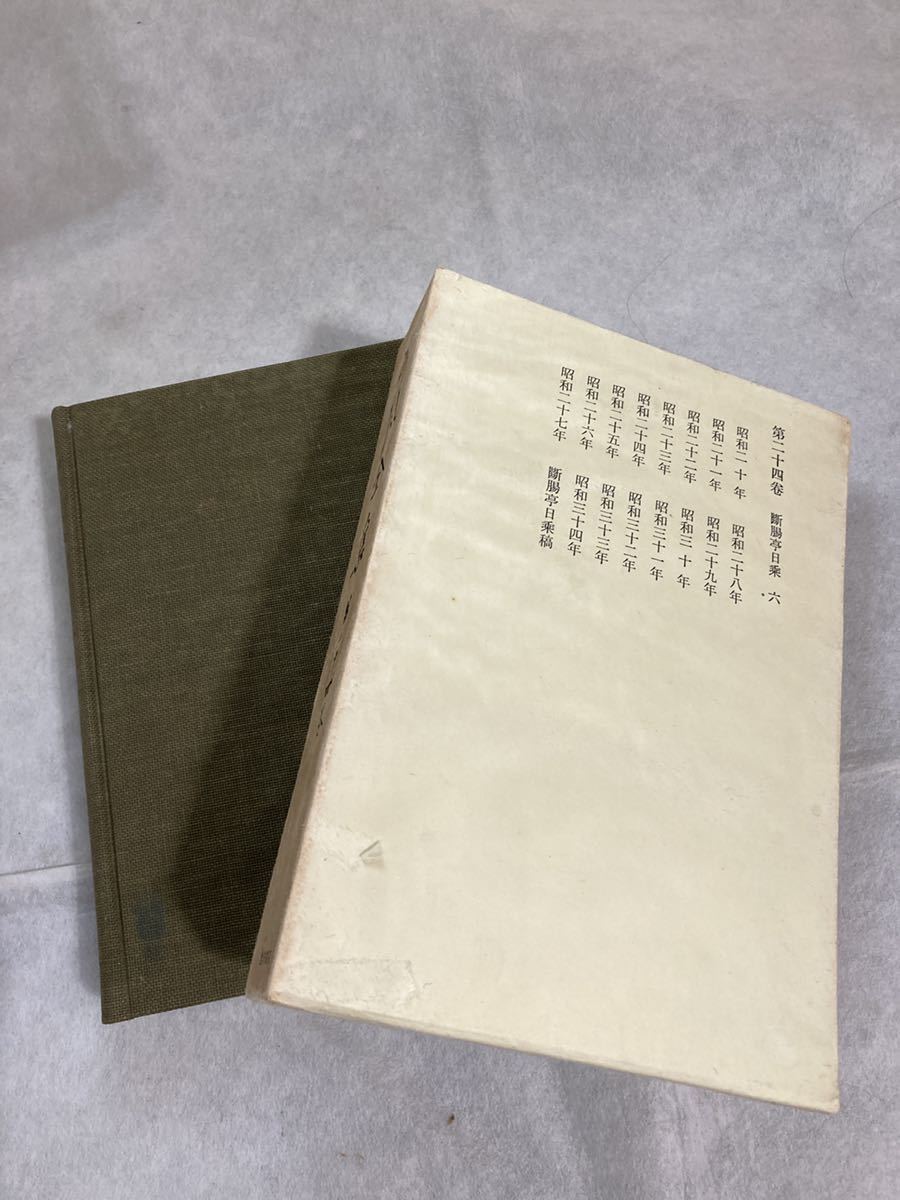 第二十四卷　斷腸亭日乘・六
昭和二十年
昭和二十一年
昭和二十二年
昭和二十三年
昭和二十四年
昭和二十五年
昭和二十六年
昭和二十七年
昭和二十八年
昭和二十九年
昭和三十年
昭和三十一年
昭和三十二年
昭和三十三年
昭和三十四年
斷腸亭日乘稿